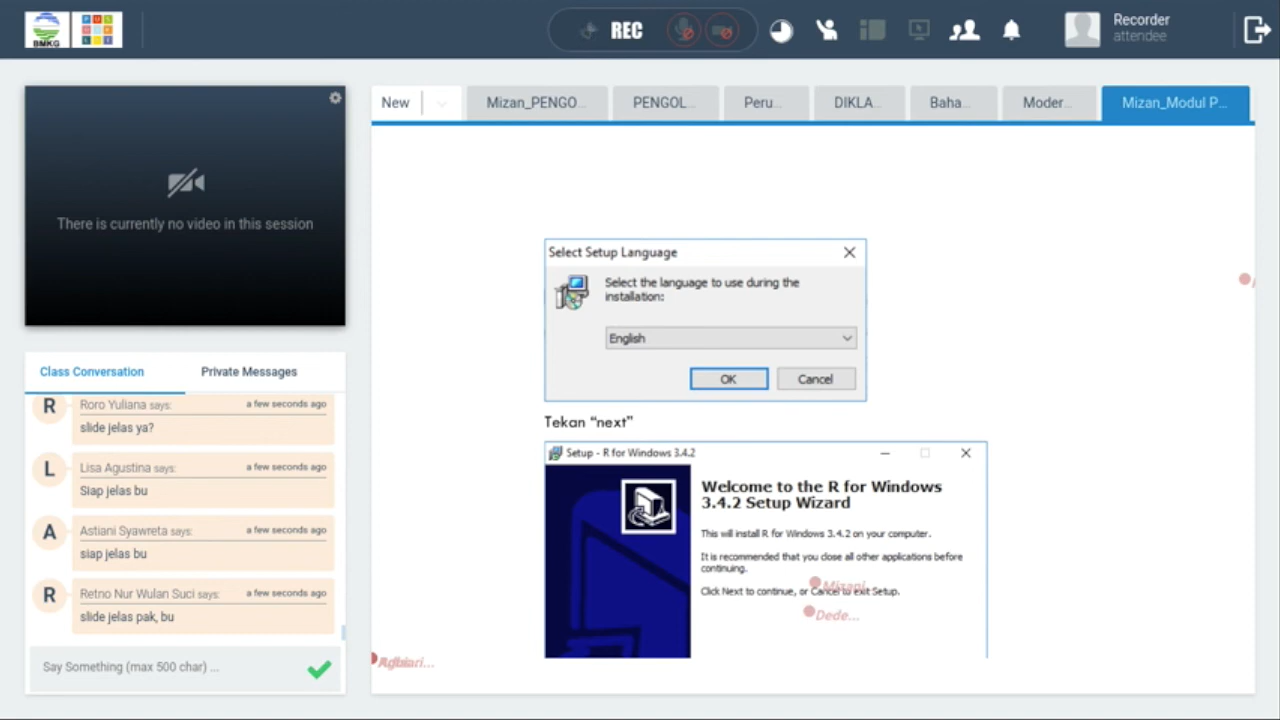 BMKG
REC
Recorder
attendee
There is currently no video in this session
New
Mizan_PENGO...
PENGOL...
Peru...
DIKLA...
Baha...
Moder...
Mizan_Modul P...
Class Conversation
Private Messages
R
Roro Yuliana says:
a few seconds ago
slide jelas ya?
L
Lisa Agustina says:
a few seconds ago
Siap jelas bu
A
Astiani Syawreta says:
a few seconds ago
siap jelas bu
R
Retno Nur Wulan Suci says:
a few seconds ago
slide jelas pak, bu
Say Something (max 500 char) ...
Select Setup Language
Select the language to use during the
installation:
English
OK
Cancel
Tekan “next”
Setup - R for Windows 3.4.2
Welcome to the R for Windows
3.4.2 Setup Wizard
This will install R for Windows 3.4.2 on your computer.
It is recommended that you close all other applications before
continuing.
Click Next to continue, or Cancel to exit Setup.
Mizani...
Dede...